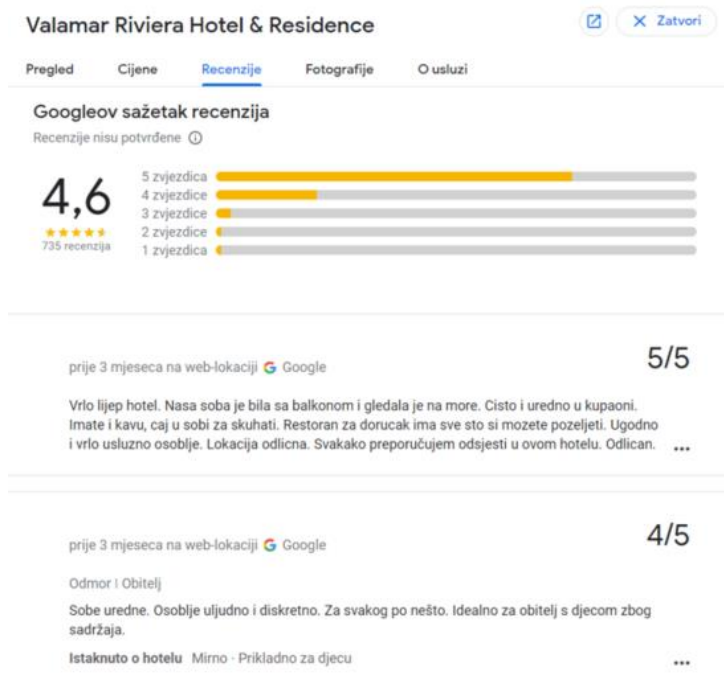 Valamar Riviera Hotel & Residence
Zatvori
Pregled Cijene Recenzije Fotografije O usluzi
Googleov sažetak recenzija
Recenzije nisu potvrđene
4,6
735 recenzija
5 zvjezdica
4 zvjezdice
3 zvjezdice
2 zvjezdice
1 zvjezdica
5/5
prije 3 mjeseca na web-lokaciji G Google
Vrlo lijep hotel. Nasa soba je bila sa balkonom i gledala je na more. Cisto i uredno u kupaoni.
Imate i kavu, caj u sobi za skuhati. Restoran za dorucak ima sve sto si mozete pozeljeti. Ugodno
i vrlo usluzno osoblje. Lokacija odlicna. Svakako preporučujem odsjesti u ovom hotelu. Odlican.
4/5
prije 3 mjeseca na web-lokaciji G Google
Odmor | Obitelj
Sobe uredne. Osoblje uljudno i diskretno. Za svakog po nešto. Idealno za obitelj s djecom zbog
sadržaja.
Istaknuto o hotelu Mirno · Prikladno za djecu